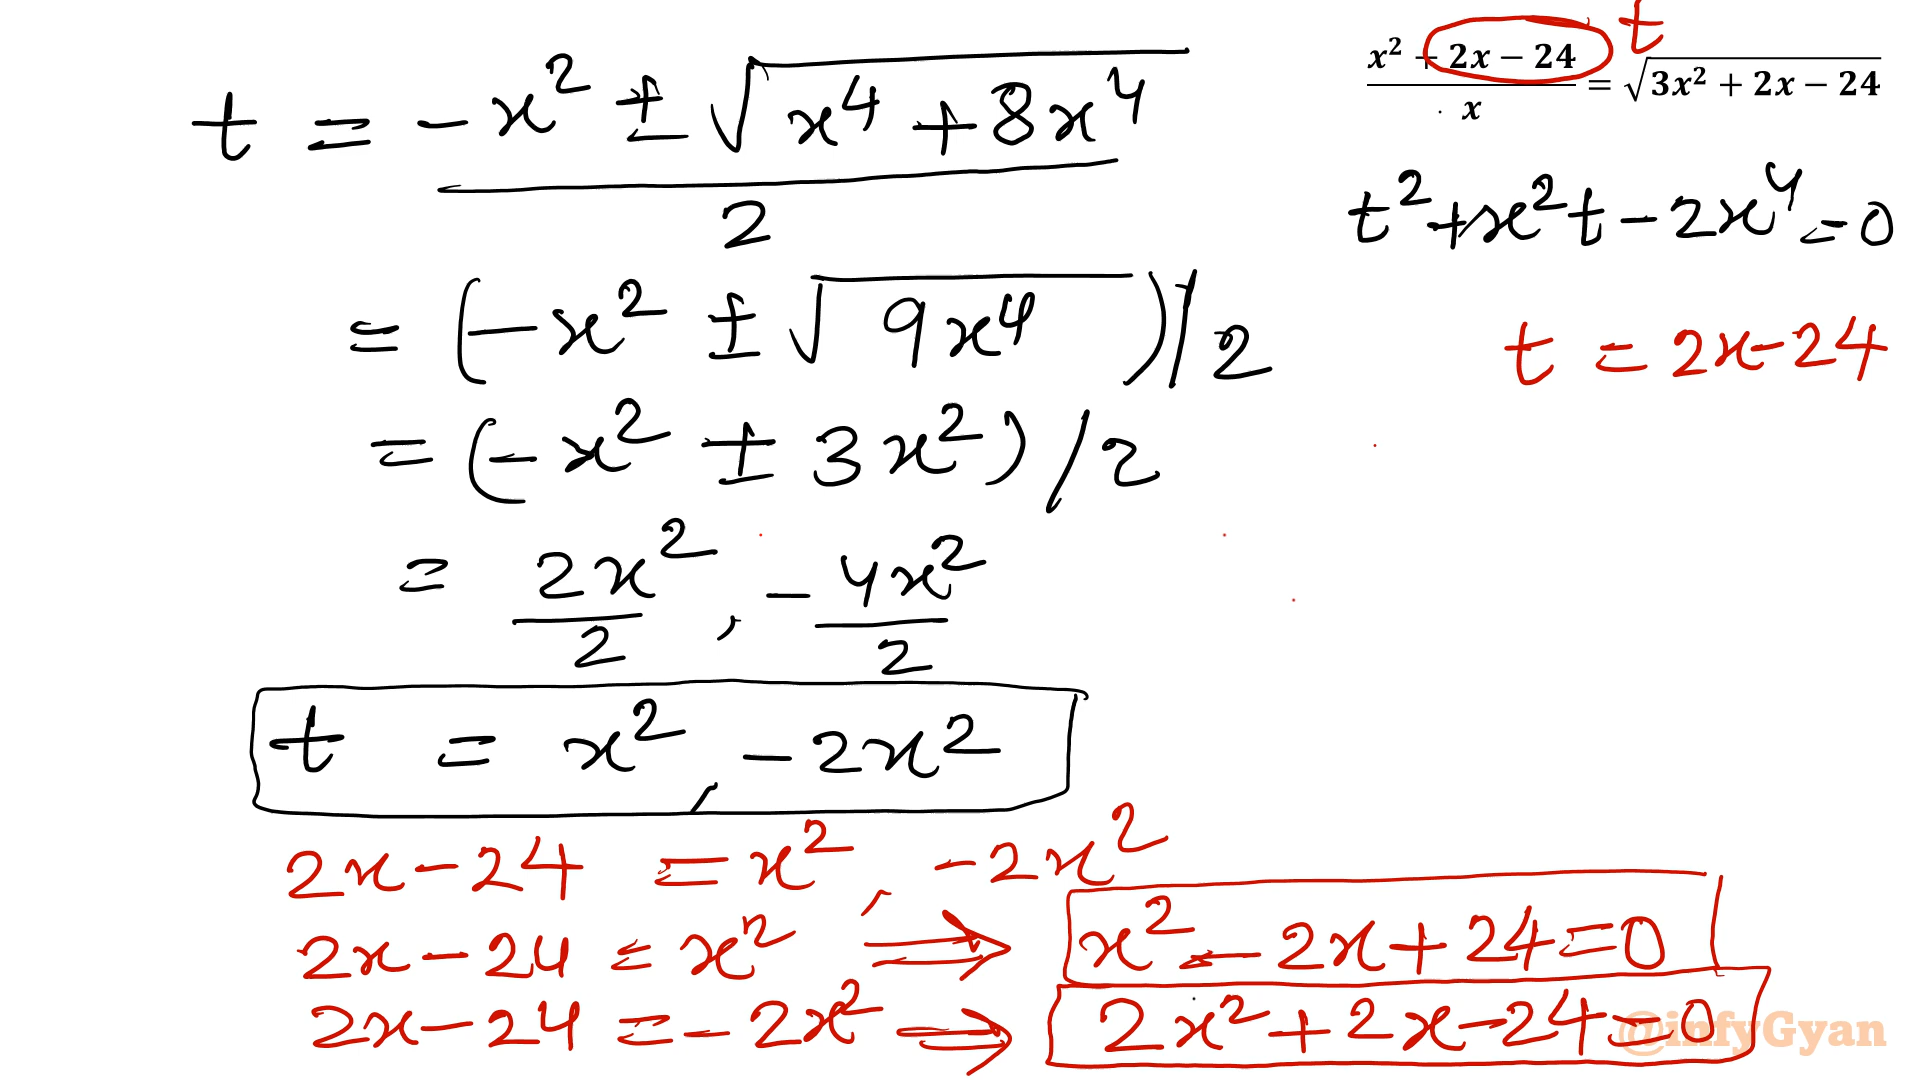 t
(x² + 2x − 24)/x = √(3x² + 2x − 24)
t = (-x² ± √(x⁴ + 8x⁴))/2
t² + x²t − 2x⁴ = 0
= (-x² ± √(9x⁴))/2
t = 2x-24
= (-x² ± 3x²)/2
= 2x²/2, -4x²/2
t = x², -2x²
2x-24 = x², -2x²
2x-24 = x² ⟹ x² - 2x + 24 = 0
2x-24 = -2x² ⟹ 2x² + 2x - 24 = 0
@infyGyan